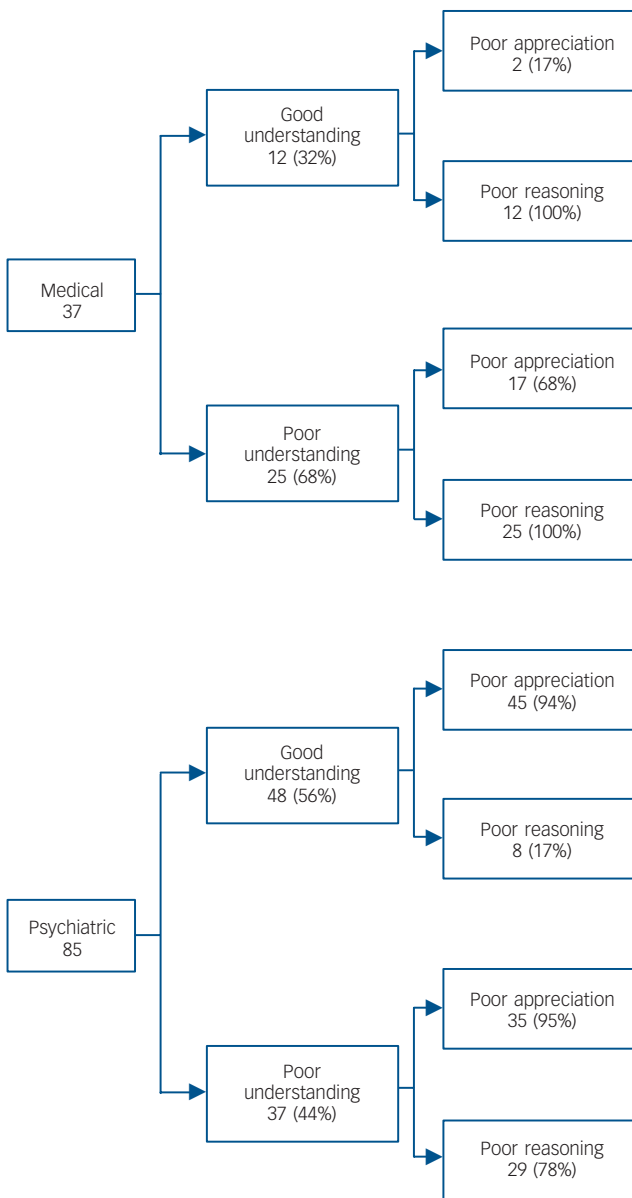 Poor appreciation
2 (17%)
Good
understanding
12 (32%)
Poor reasoning
12 (100%)
Medical
37
Poor appreciation
17 (68%)
Poor
understanding
25 (68%)
Poor reasoning
25 (100%)
Poor appreciation
45 (94%)
Good
understanding
48 (56%)
Poor reasoning
8 (17%)
Psychiatric
85
Poor appreciation
35 (95%)
Poor
understanding
37 (44%)
Poor reasoning
29 (78%)